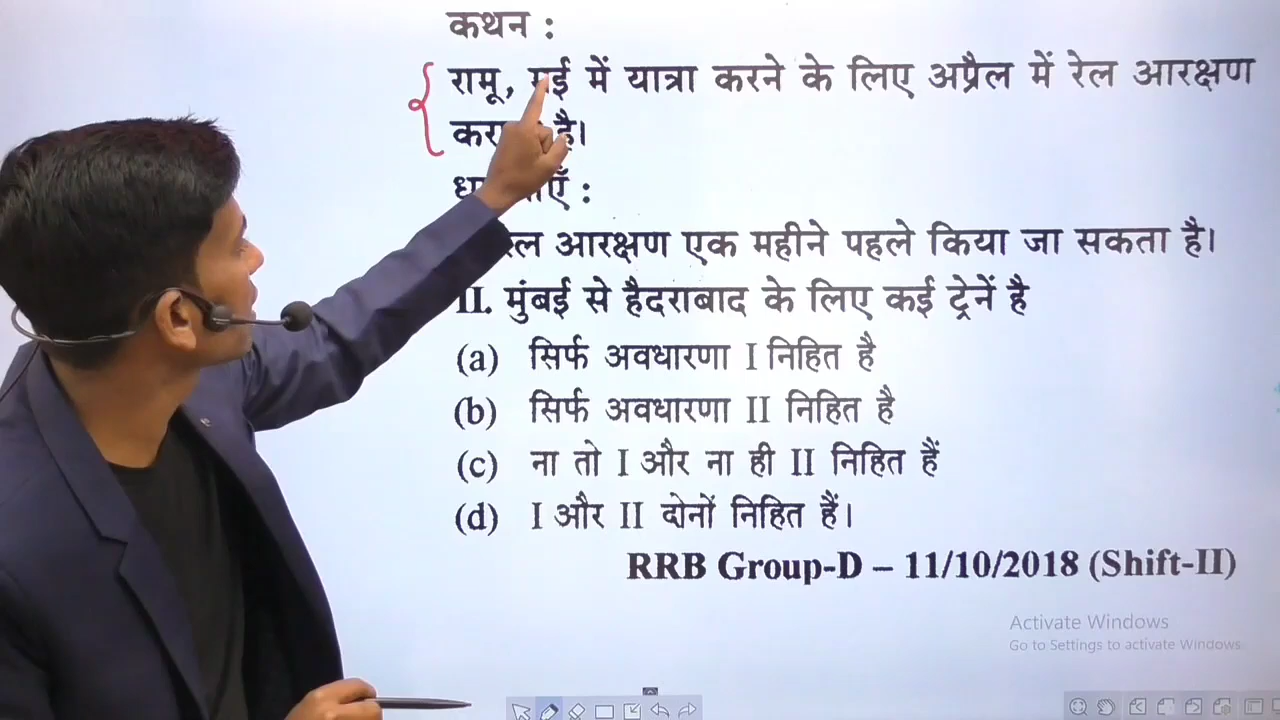 कथन :
रामू, मई में यात्रा करने के लिए अप्रैल में रेल आरक्षण
है।
:
आरक्षण एक महीने पहले किया जा सकता है।
II. मुंबई से हैदराबाद के लिए कई ट्रेनें है
(a) सिर्फ अवधारणा I निहित है
(b) सिर्फ अवधारणा II निहित है
(c) ना तो I और ना ही II निहित हैं
(d) I और II दोनों निहित हैं।
RRB Group-D – 11/10/2018 (Shift-II)
Activate Windows
Go to Settings to activate Windows.